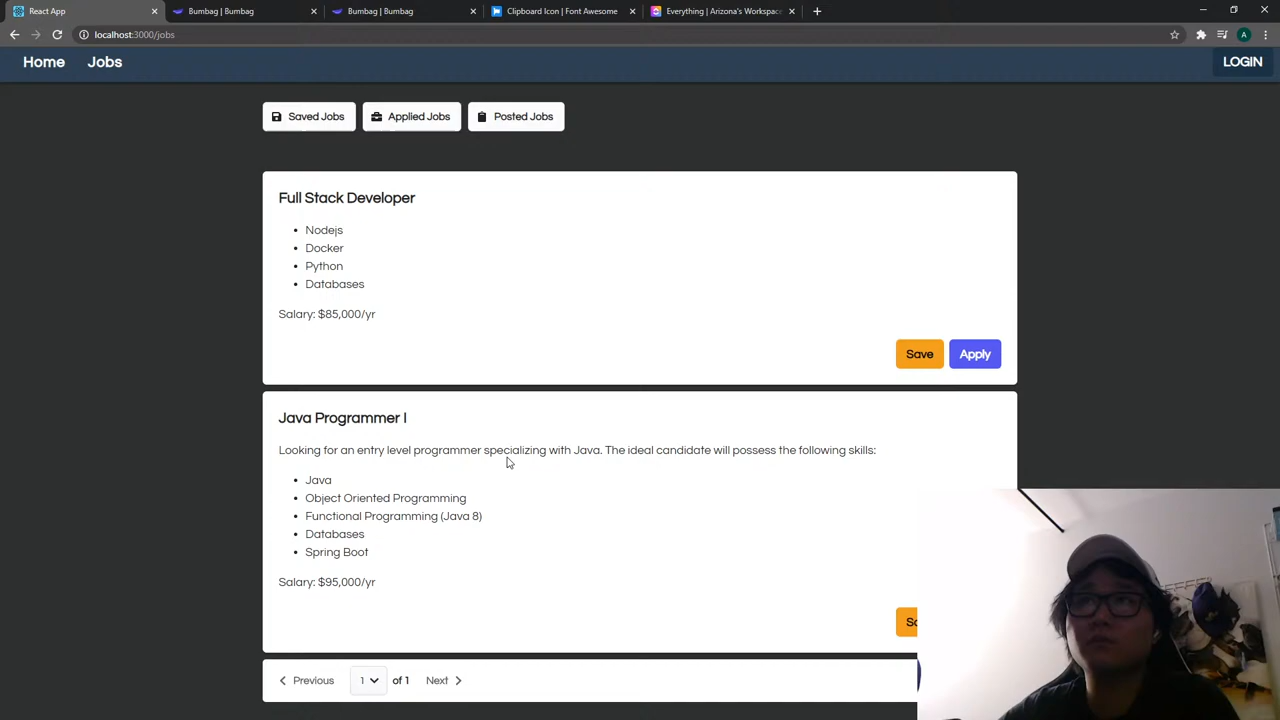 React App
Bumbag | Bumbag
Bumbag | Bumbag
Clipboard Icon | Font Awesome
Everything | Arizona's Workspace
localhost:3000/jobs
A
Home
Jobs
LOGIN
Saved Jobs
Applied Jobs
Posted Jobs
Full Stack Developer
• Nodejs
• Docker
• Python
• Databases
Salary: $85,000/yr
Save
Apply
Java Programmer I
Looking for an entry level programmer specializing with Java. The ideal candidate will possess the following skills:
• Java
• Object Oriented Programming
• Functional Programming (Java 8)
• Databases
• Spring Boot
Salary: $95,000/yr
Previous
1
of 1
Next